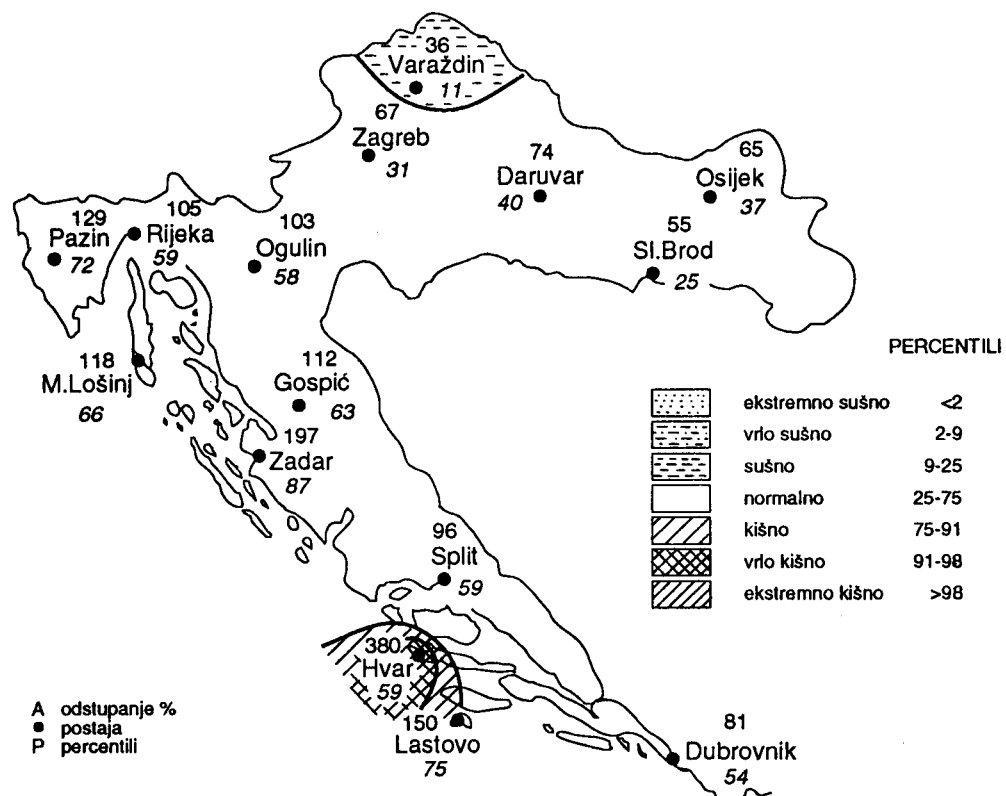 36
Varaždin
11
67
Zagreb
31
74
Daruvar
40
65
Osijek
37
55
Sl.Brod
25
129
Pazin
72
105
Rijeka
59
103
Ogulin
58
118
M.Lošinj
66
112
Gospić
63
197
Zadar
87
96
Split
59
380
Hvar
59
150
Lastovo
75
81
Dubrovnik
54
PERCENTILI
ekstremno sušno <2
vrlo sušno 2-9
sušno 9-25
normalno 25-75
kišno 75-91
vrlo kišno 91-98
ekstremno kišno >98
A odstupanje %
postaja
P percentili